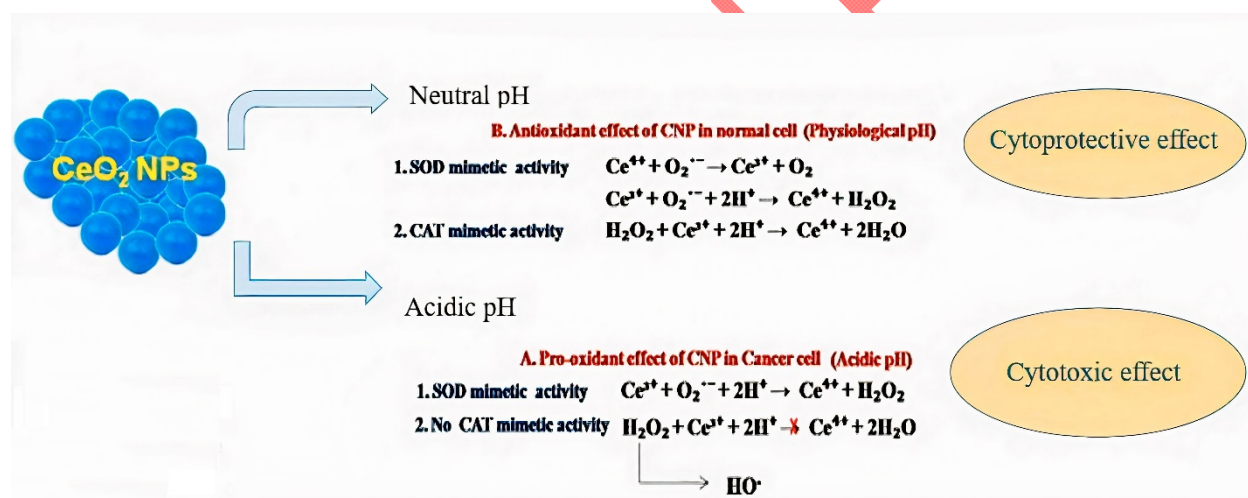 CeO₂ NPs
Neutral pH
B. Antioxidant effect of CNP in normal cell (Physiological pH)
1. SOD mimetic activity Ce⁴⁺ + O₂·⁻ → Ce³⁺ + O₂
Ce³⁺ + O₂·⁻ + 2H⁺ → Ce⁴⁺ + H₂O₂
2. CAT mimetic activity H₂O₂ + Ce³⁺ + 2H⁺ → Ce⁴⁺ + 2H₂O
Cytoprotective effect
Acidic pH
A. Pro-oxidant effect of CNP in Cancer cell (Acidic pH)
1. SOD mimetic activity Ce³⁺ + O₂·⁻ + 2H⁺ → Ce⁴⁺ + H₂O₂
2. No CAT mimetic activity H₂O₂ + Ce³⁺ + 2H⁺ → Ce⁴⁺ + 2H₂O
HO·
Cytotoxic effect